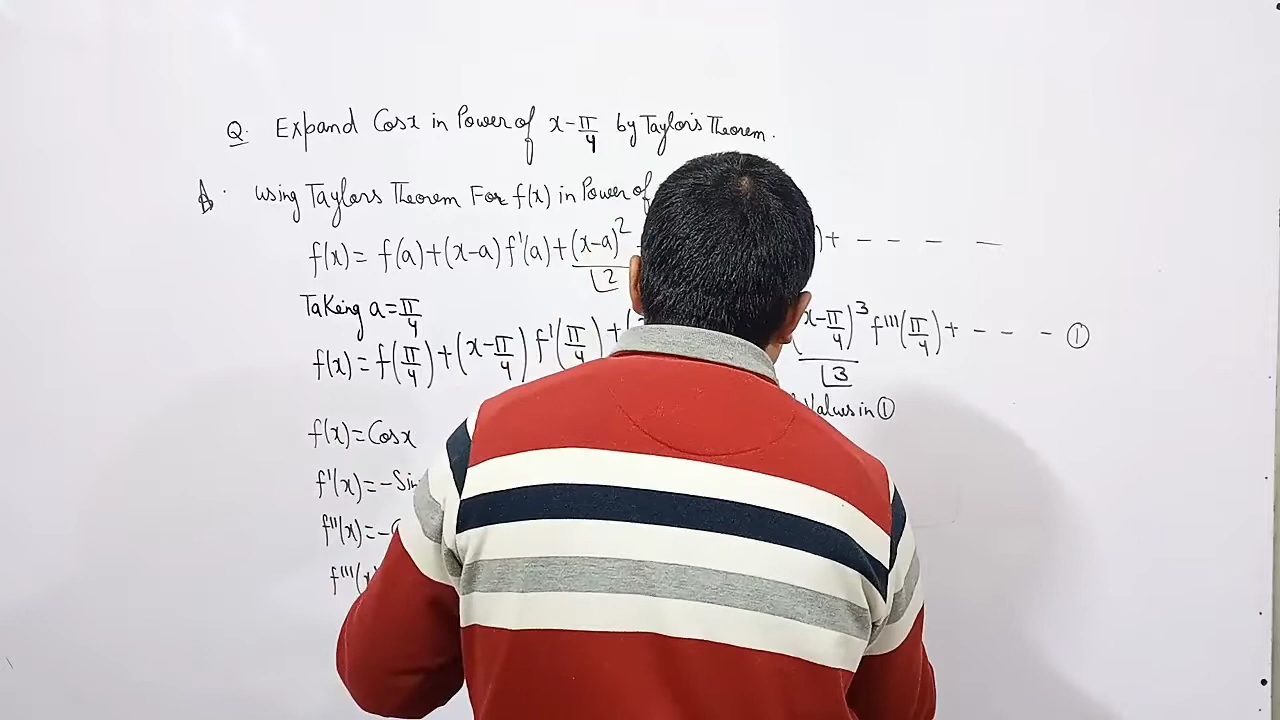 Q. Expand Cosx in Power of x-π/4 by Taylor's Theorem.
A. using Taylors Theorem For f(x) in Power of
f(x)= f(a)+(x-a) f'(a)+(x-a)²/⌊2 )+ - - - -
Taking a=π/4
f(x)=f(π/4)+(x-π/4) f'(π/4)+( x-π/4)³/⌊3 f'''(π/4)+ - - - ①
Values in ①
f(x)=Cosx
f'(x)=-Sin
f''(x)=-
f'''(x)